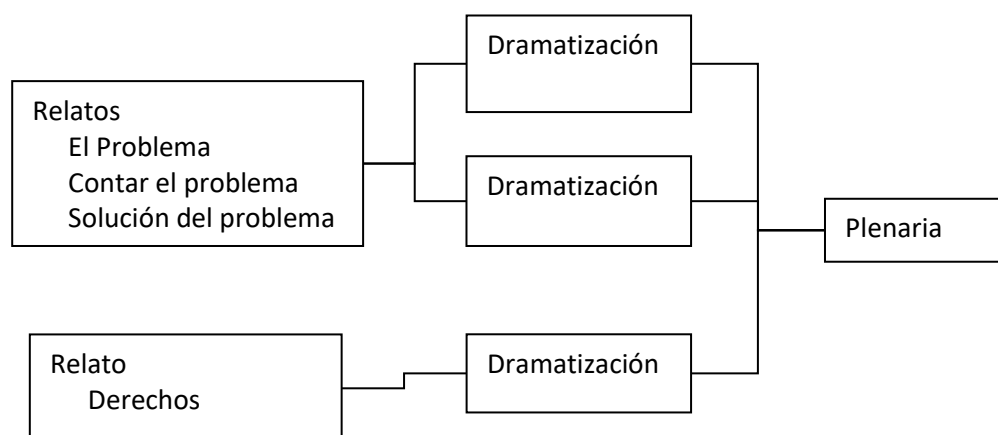 Dramatización
Relatos
El Problema
Contar el problema
Solución del problema
Dramatización
Plenaria
Relato
Derechos
Dramatización